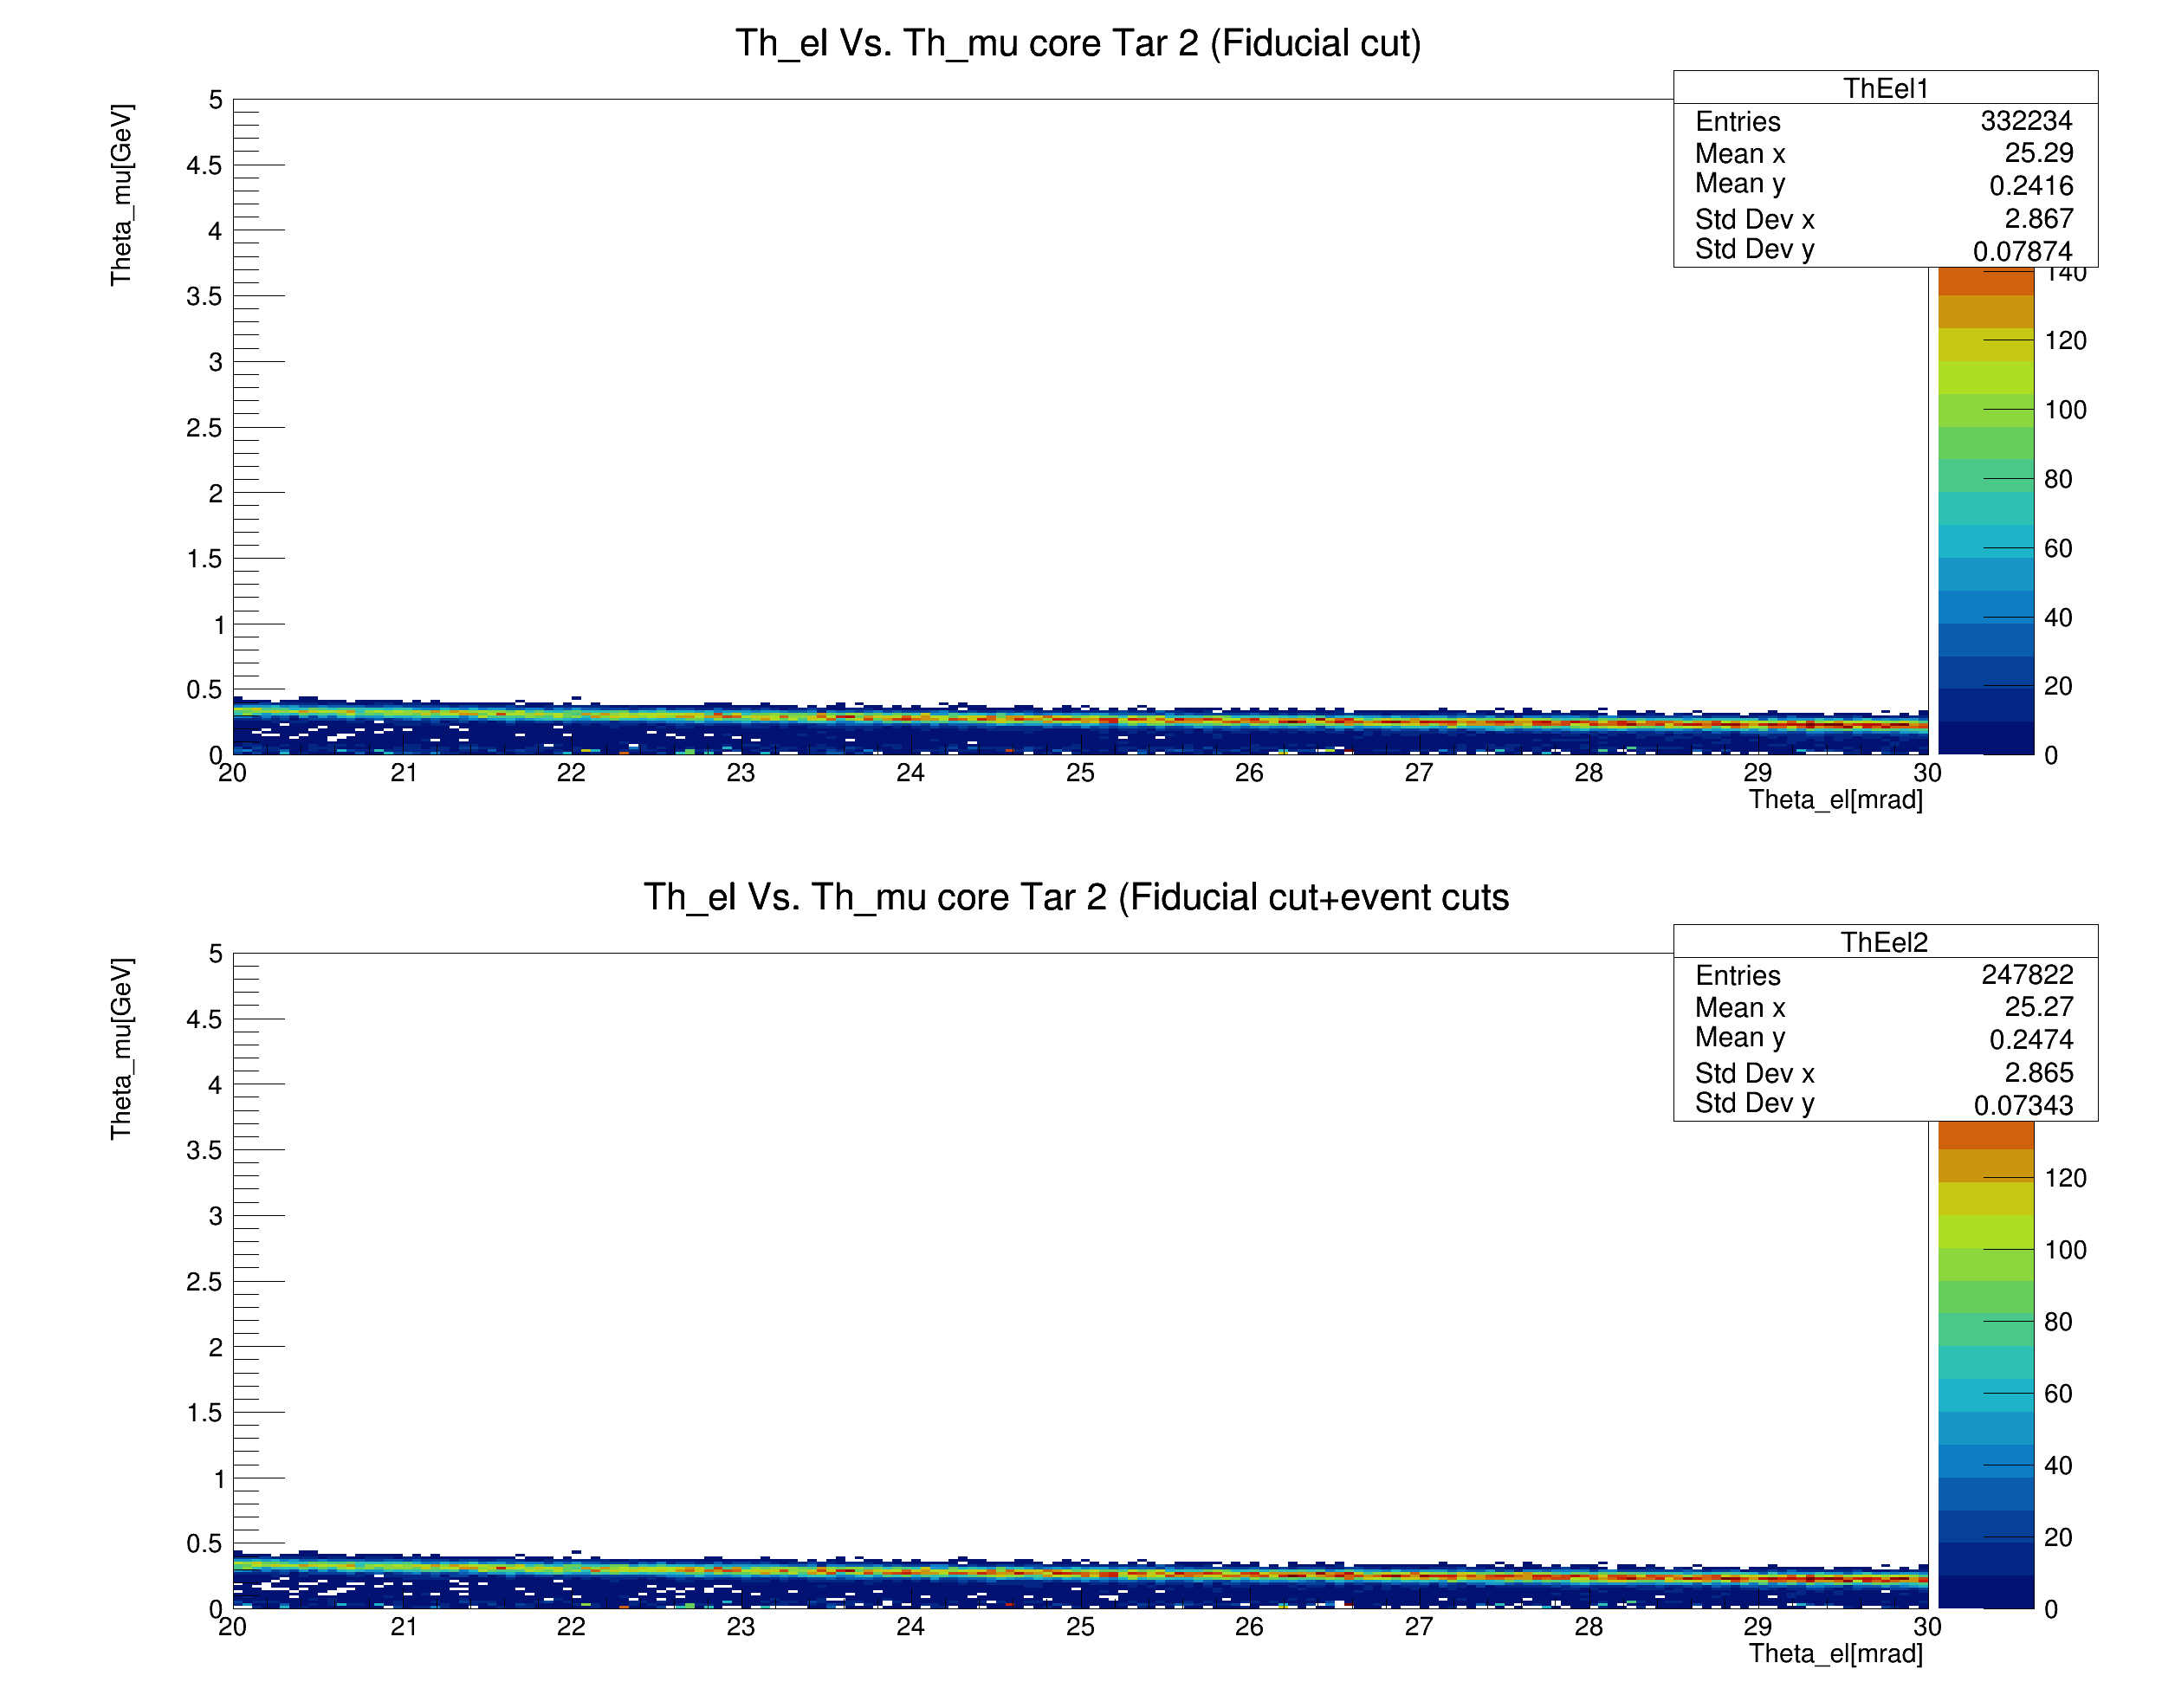 Th_el Vs. Th_mu core Tar 2 (Fiducial cut)
ThEel1
Entries 332234
Mean x 25.29
Mean y 0.2416
Std Dev x 2.867
Std Dev y 0.07874
Theta_mu[GeV]
5
4.5
4
3.5
3
2.5
2
1.5
1
0.5
0
20 21 22 23 24 25 26 27 28 29 30
Theta_el[mrad]
140
120
100
80
60
40
20
0
Th_el Vs. Th_mu core Tar 2 (Fiducial cut+event cuts
ThEel2
Entries 247822
Mean x 25.27
Mean y 0.2474
Std Dev x 2.865
Std Dev y 0.07343
Theta_mu[GeV]
5
4.5
4
3.5
3
2.5
2
1.5
1
0.5
0
20 21 22 23 24 25 26 27 28 29 30
Theta_el[mrad]
120
100
80
60
40
20
0